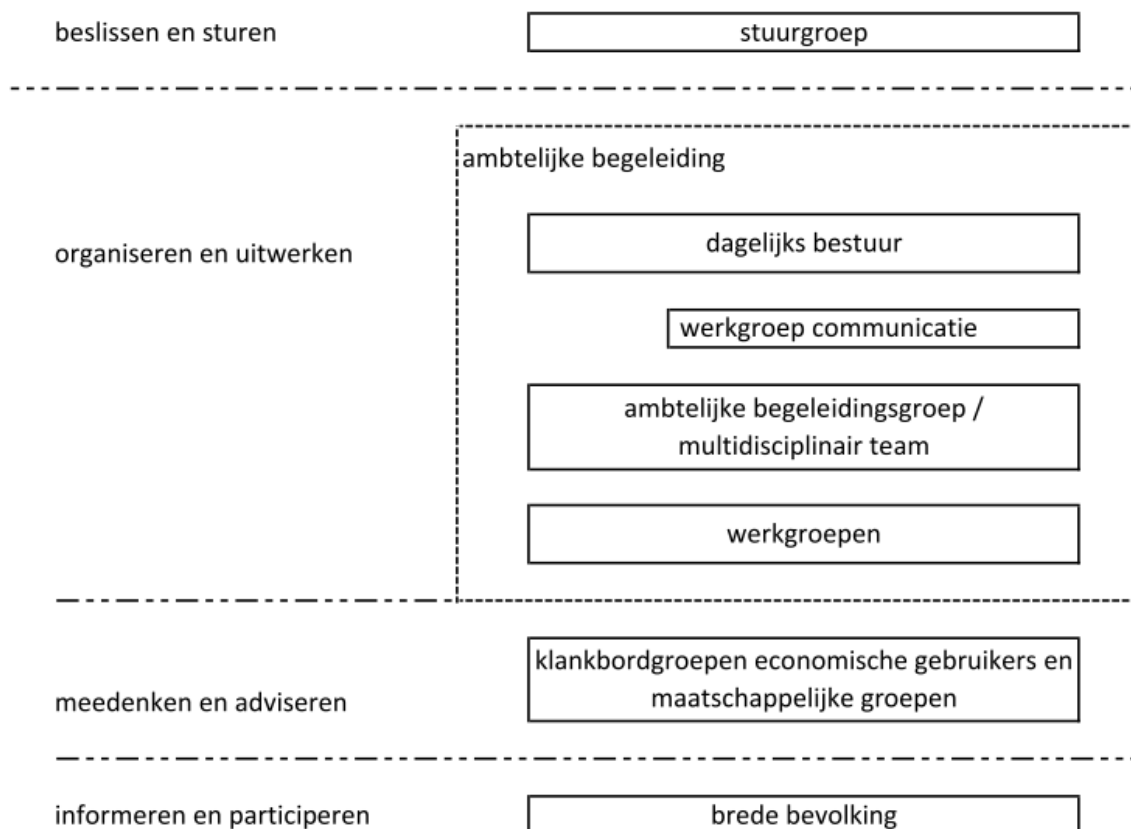 beslissen en sturen
stuurgroep
ambtelijke begeleiding
organiseren en uitwerken
dagelijks bestuur
werkgroep communicatie
ambtelijke begeleidingsgroep /
multidisciplinair team
werkgroepen
meedenken en adviseren
klankbordgroepen economische gebruikers en
maatschappelijke groepen
informeren en participeren
brede bevolking